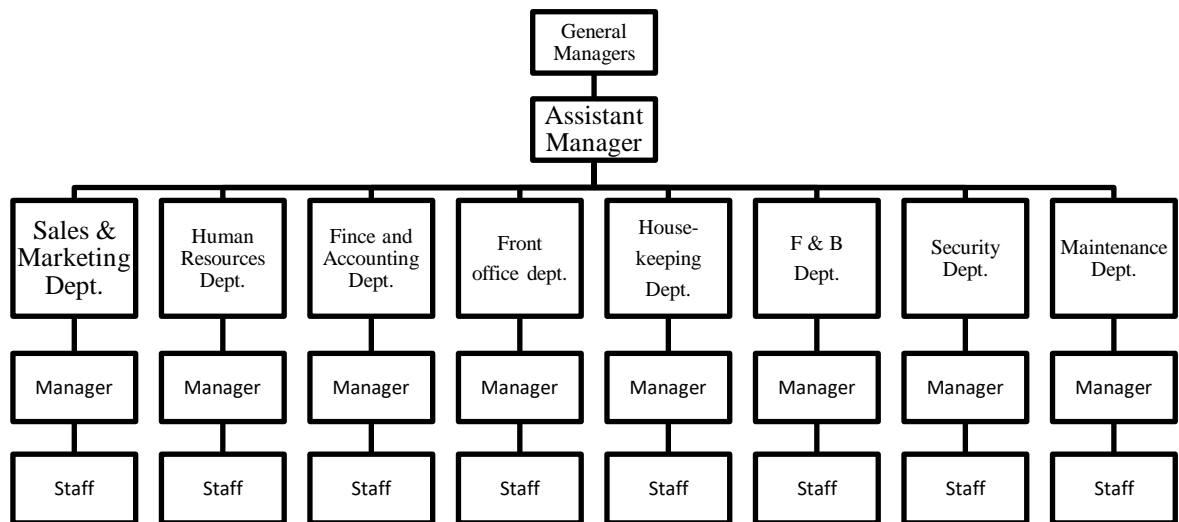 General
Managers
Assistant
Manager
Sales &
Marketing
Dept.
Human
Resources
Dept.
Fince and
Accounting
Dept.
Front
office dept.
House-
keeping
Dept.
F & B
Dept.
Security
Dept.
Maintenance
Dept.
Manager
Manager
Manager
Manager
Manager
Manager
Manager
Manager
Staff
Staff
Staff
Staff
Staff
Staff
Staff
Staff